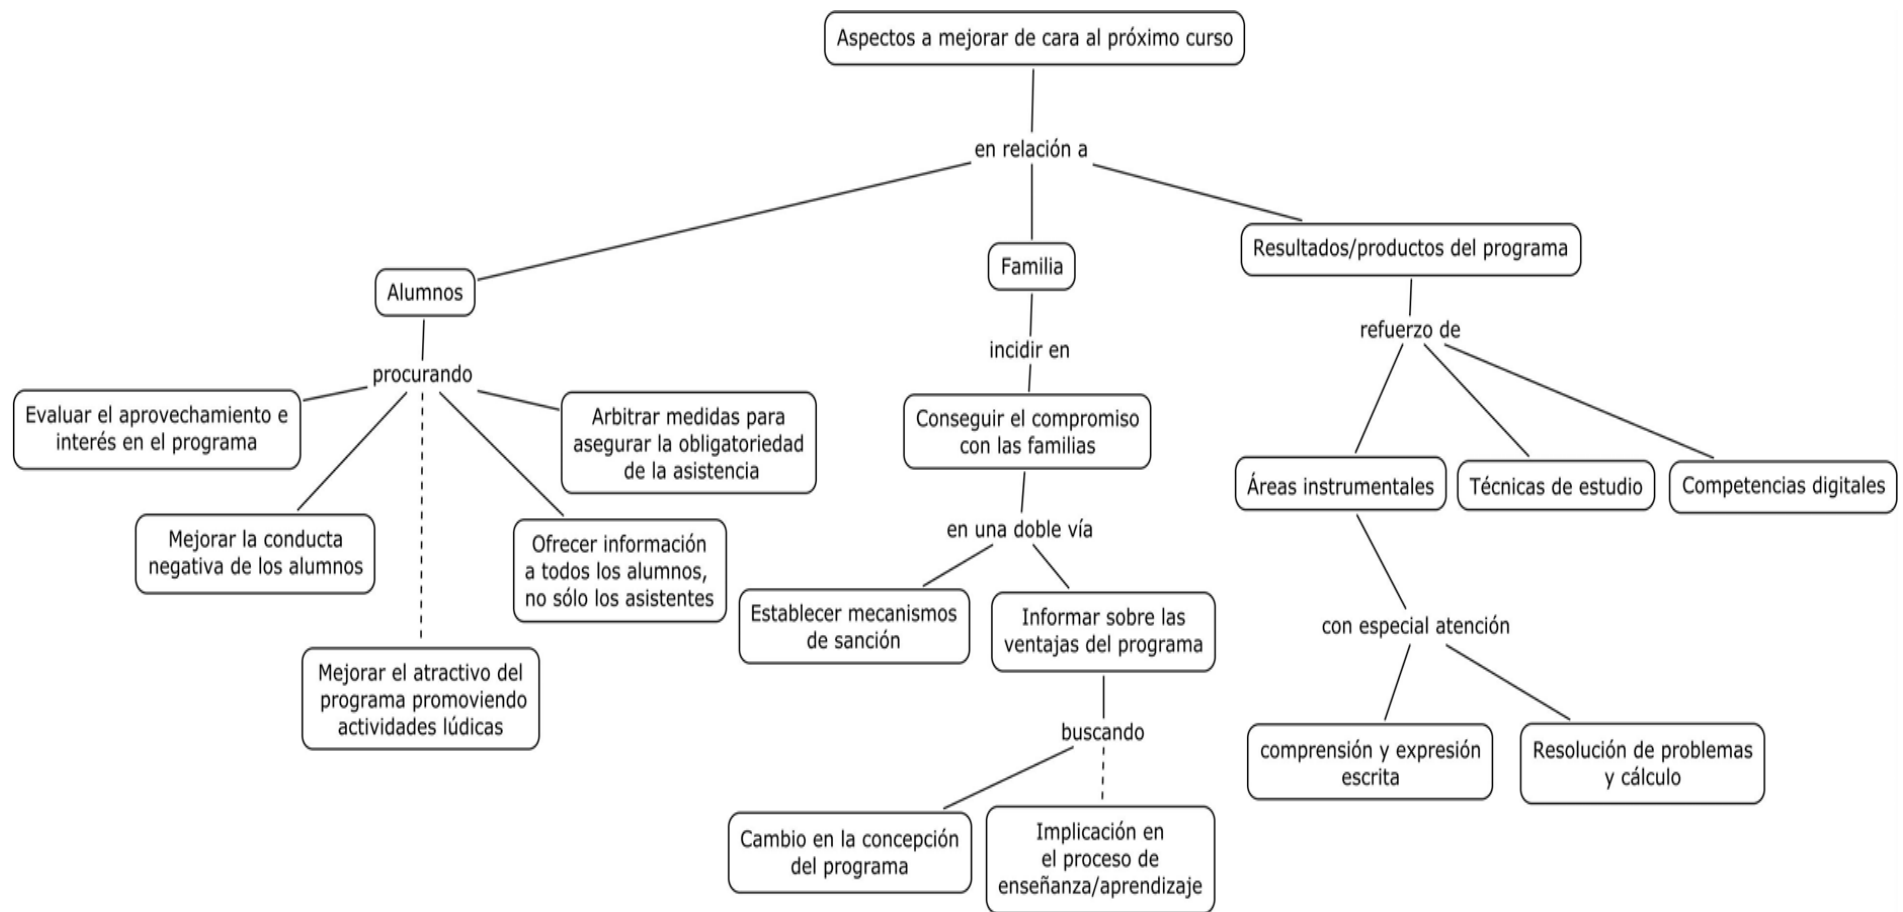 Aspectos a mejorar de cara al próximo curso
en relación a
Alumnos
procurando
Evaluar el aprovechamiento e
interés en el programa
Mejorar la conducta
negativa de los alumnos
Mejorar el atractivo del
programa promoviendo
actividades lúdicas
Ofrecer información
a todos los alumnos,
no sólo los asistentes
Arbitrar medidas para
asegurar la obligatoriedad
de la asistencia
Familia
incidir en
Conseguir el compromiso
con las familias
en una doble vía
Establecer mecanismos
de sanción
Informar sobre las
ventajas del programa
buscando
Cambio en la concepción
del programa
Implicación en
el proceso de
enseñanza/aprendizaje
Resultados/productos del programa
refuerzo de
Áreas instrumentales
Técnicas de estudio
Competencias digitales
con especial atención
comprensión y expresión
escrita
Resolución de problemas
y cálculo